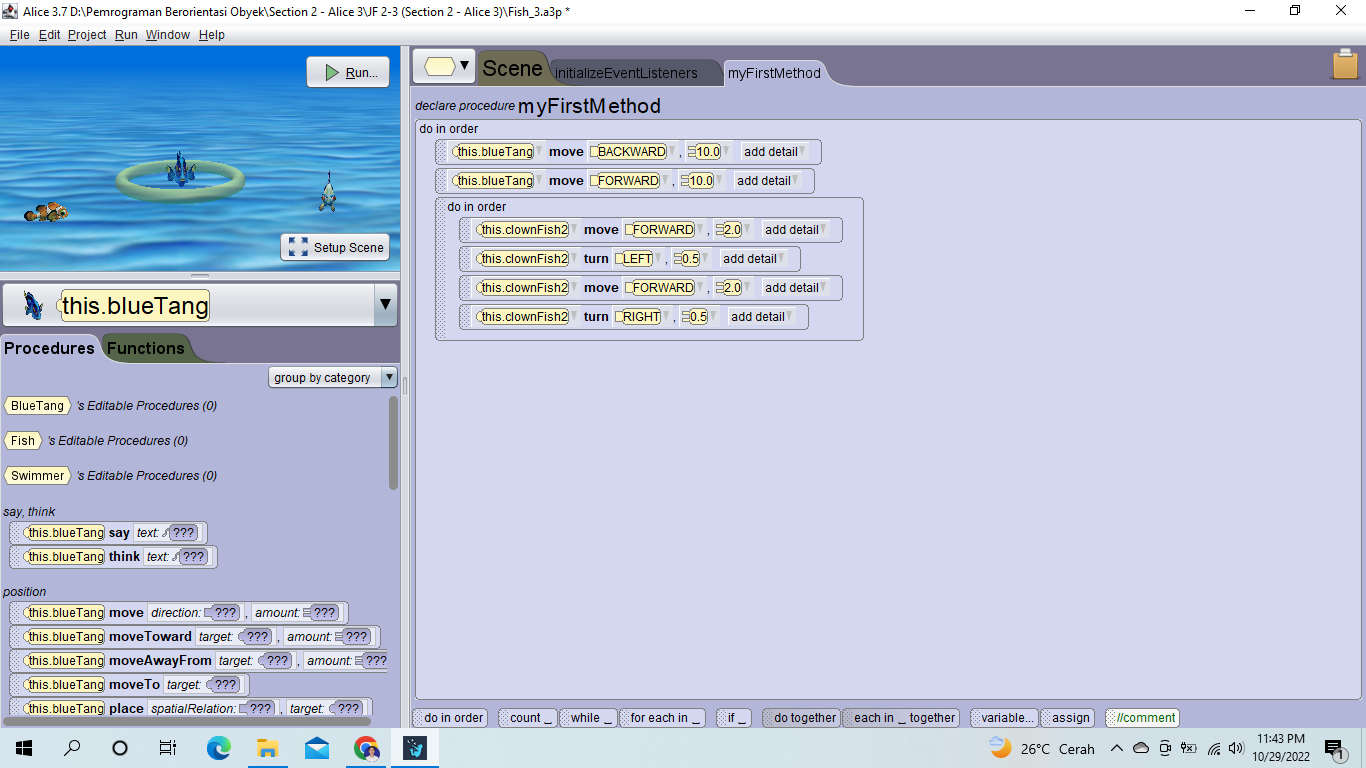 Alice 3.7 D:\Pemrograman Berorientasi Obyek\Section 2 - Alice 3\JF 2-3 (Section 2 - Alice 3)\Fish_3.a3p *
File Edit Project Run Window Help
Run...
Setup Scene
this.blueTang
Procedures Functions
group by category
BlueTang 's Editable Procedures (0)
Fish 's Editable Procedures (0)
Swimmer 's Editable Procedures (0)
say, think
this.blueTang say text: ???
this.blueTang think text: ???
position
this.blueTang move direction: ??? , amount: ???
this.blueTang moveToward target: ??? , amount: ???
this.blueTang moveAwayFrom target: ??? , amount: ???
this.blueTang moveTo target: ???
this.blueTang place spatialRelation: ??? , target: ???
Scene initializeEventListeners myFirstMethod
declare procedure myFirstMethod
do in order
this.blueTang move BACKWARD , 10.0 add detail
this.blueTang move FORWARD , 10.0 add detail
do in order
this.clownFish2 move FORWARD , 2.0 add detail
this.clownFish2 turn LEFT , 0.5 add detail
this.clownFish2 move FORWARD , 2.0 add detail
this.clownFish2 turn RIGHT , 0.5 add detail
do in order count _ while _ for each in _ if _ do together each in _ together variable... assign //comment
26°C Cerah
11:43 PM
10/29/2022
1